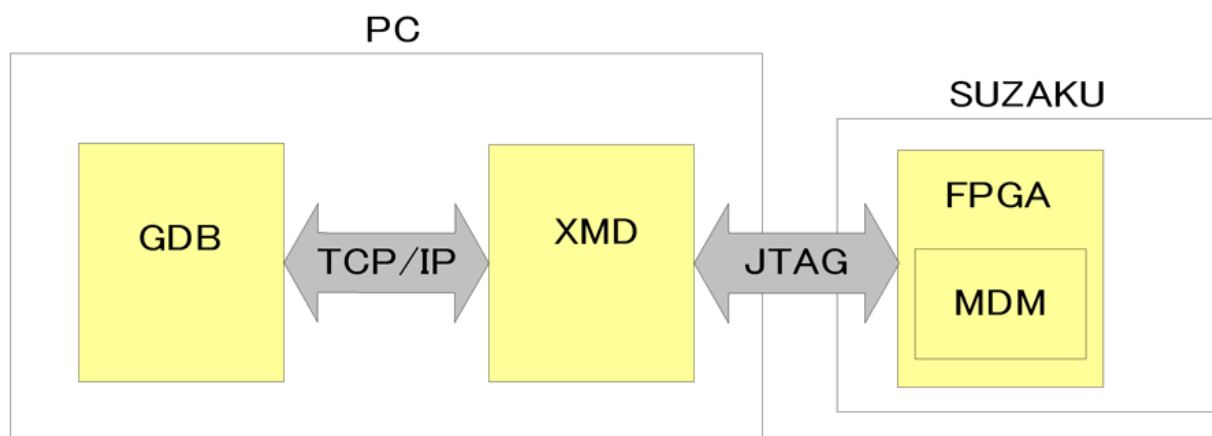 PC
SUZAKU
GDB
TCP/IP
XMD
JTAG
FPGA
MDM